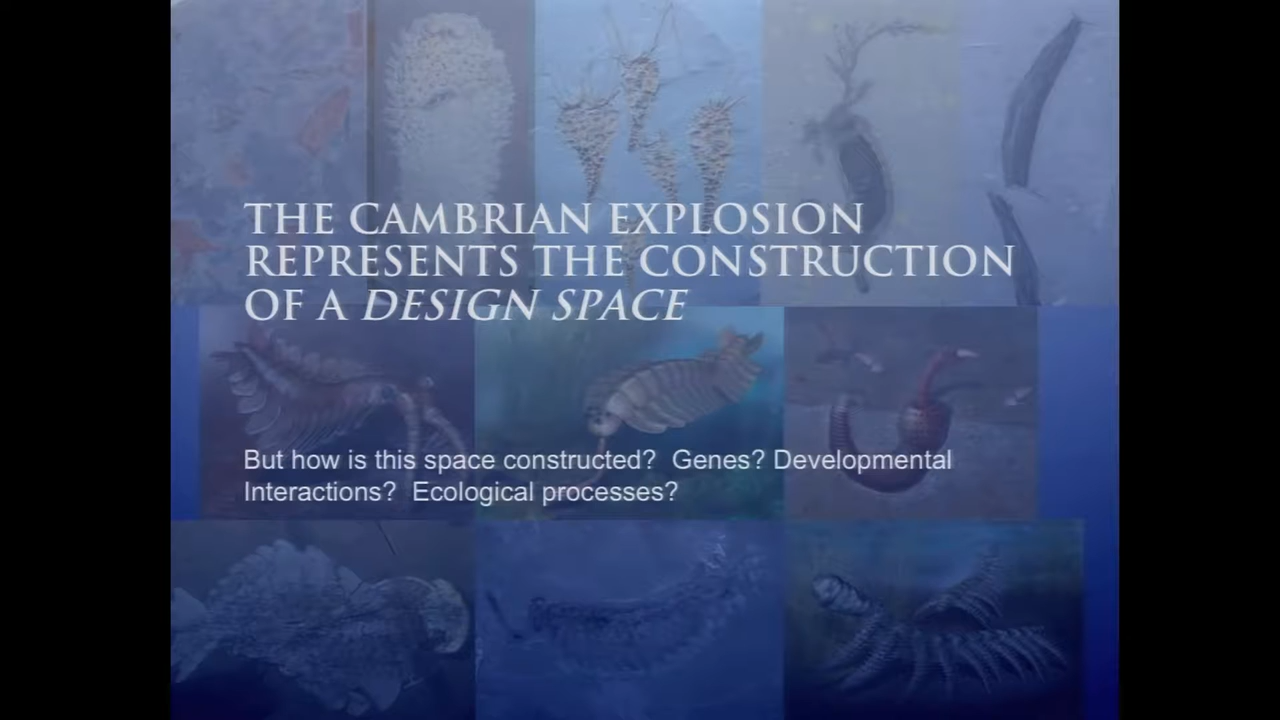 THE CAMBRIAN EXPLOSION
REPRESENTS THE CONSTRUCTION
OF A DESIGN SPACE
But how is this space constructed?  Genes? Developmental
Interactions?  Ecological processes?